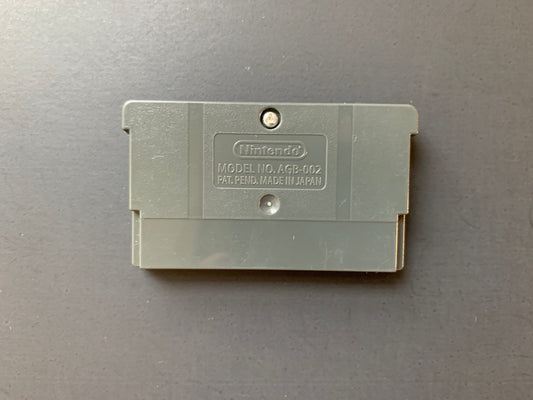 Nintendo
MODEL NO. AGB-002
PAT. PEND. MADE IN JAPAN